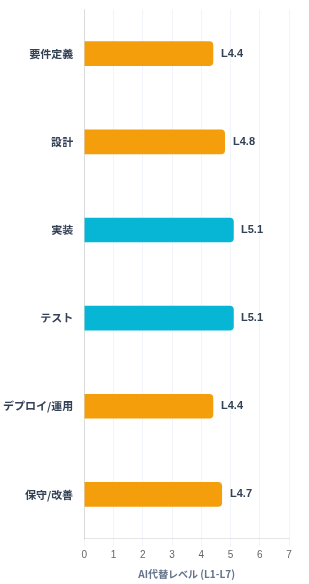 要件定義 L4.4
設計 L4.8
実装 L5.1
テスト L5.1
デプロイ/運用 L4.4
保守/改善 L4.7
0 1 2 3 4 5 6 7
AI代替レベル (L1-L7)